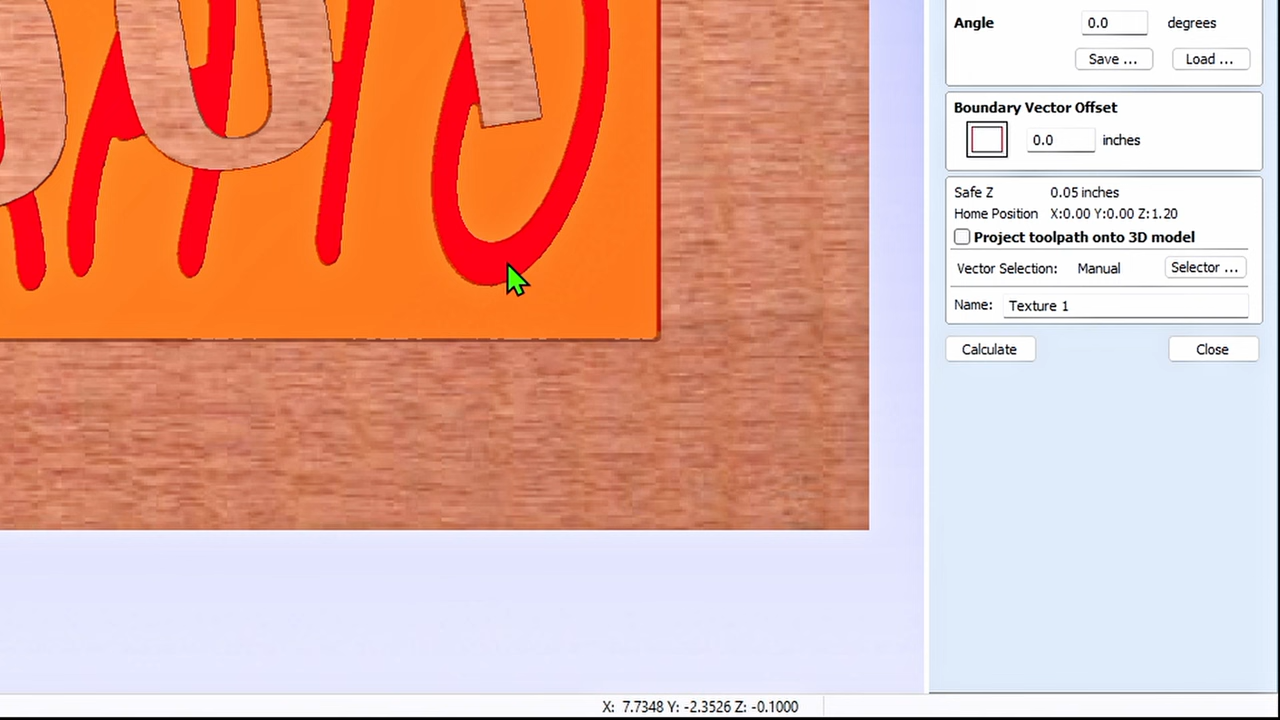 Angle 0.0 degrees
Save ... Load ...
Boundary Vector Offset
0.0 inches
Safe Z 0.05 inches
Home Position X:0.00 Y:0.00 Z:1.20
Project toolpath onto 3D model
Vector Selection: Manual Selector ...
Name: Texture 1
Calculate Close
X: 7.7348 Y: -2.3526 Z: -0.1000